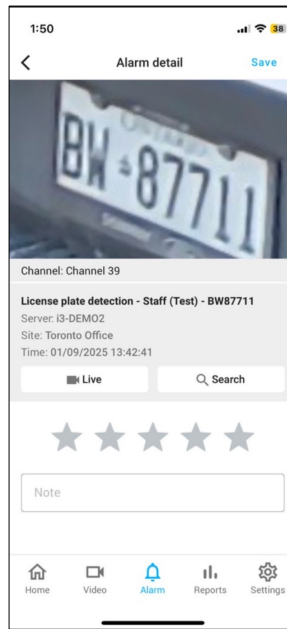 1:50
38
Alarm detail
Save
ONTARIO
BW 87711
Channel: Channel 39
License plate detection - Staff (Test) - BW87711
Server: i3-DEMO2
Site: Toronto Office
Time: 01/09/2025 13:42:41
Live
Search
Note
Home
Video
Alarm
Reports
Settings